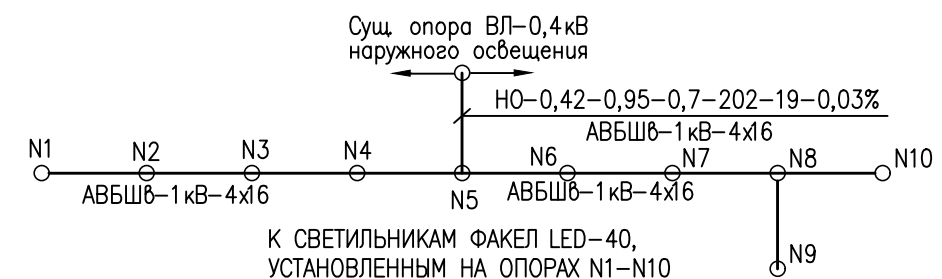 Сущ. опора ВЛ-0,4кВ
наружного освещения
НО-0,42-0,95-0,7-202-19-0,03%
АВБШв-1кВ-4х16
N1 N2 N3 N4 N5 N6 N7 N8 N10
АВБШв-1кВ-4х16 АВБШв-1кВ-4х16
К СВЕТИЛЬНИКАМ ФАКЕЛ LED-40,
УСТАНОВЛЕННЫМ НА ОПОРАХ N1-N10
N9